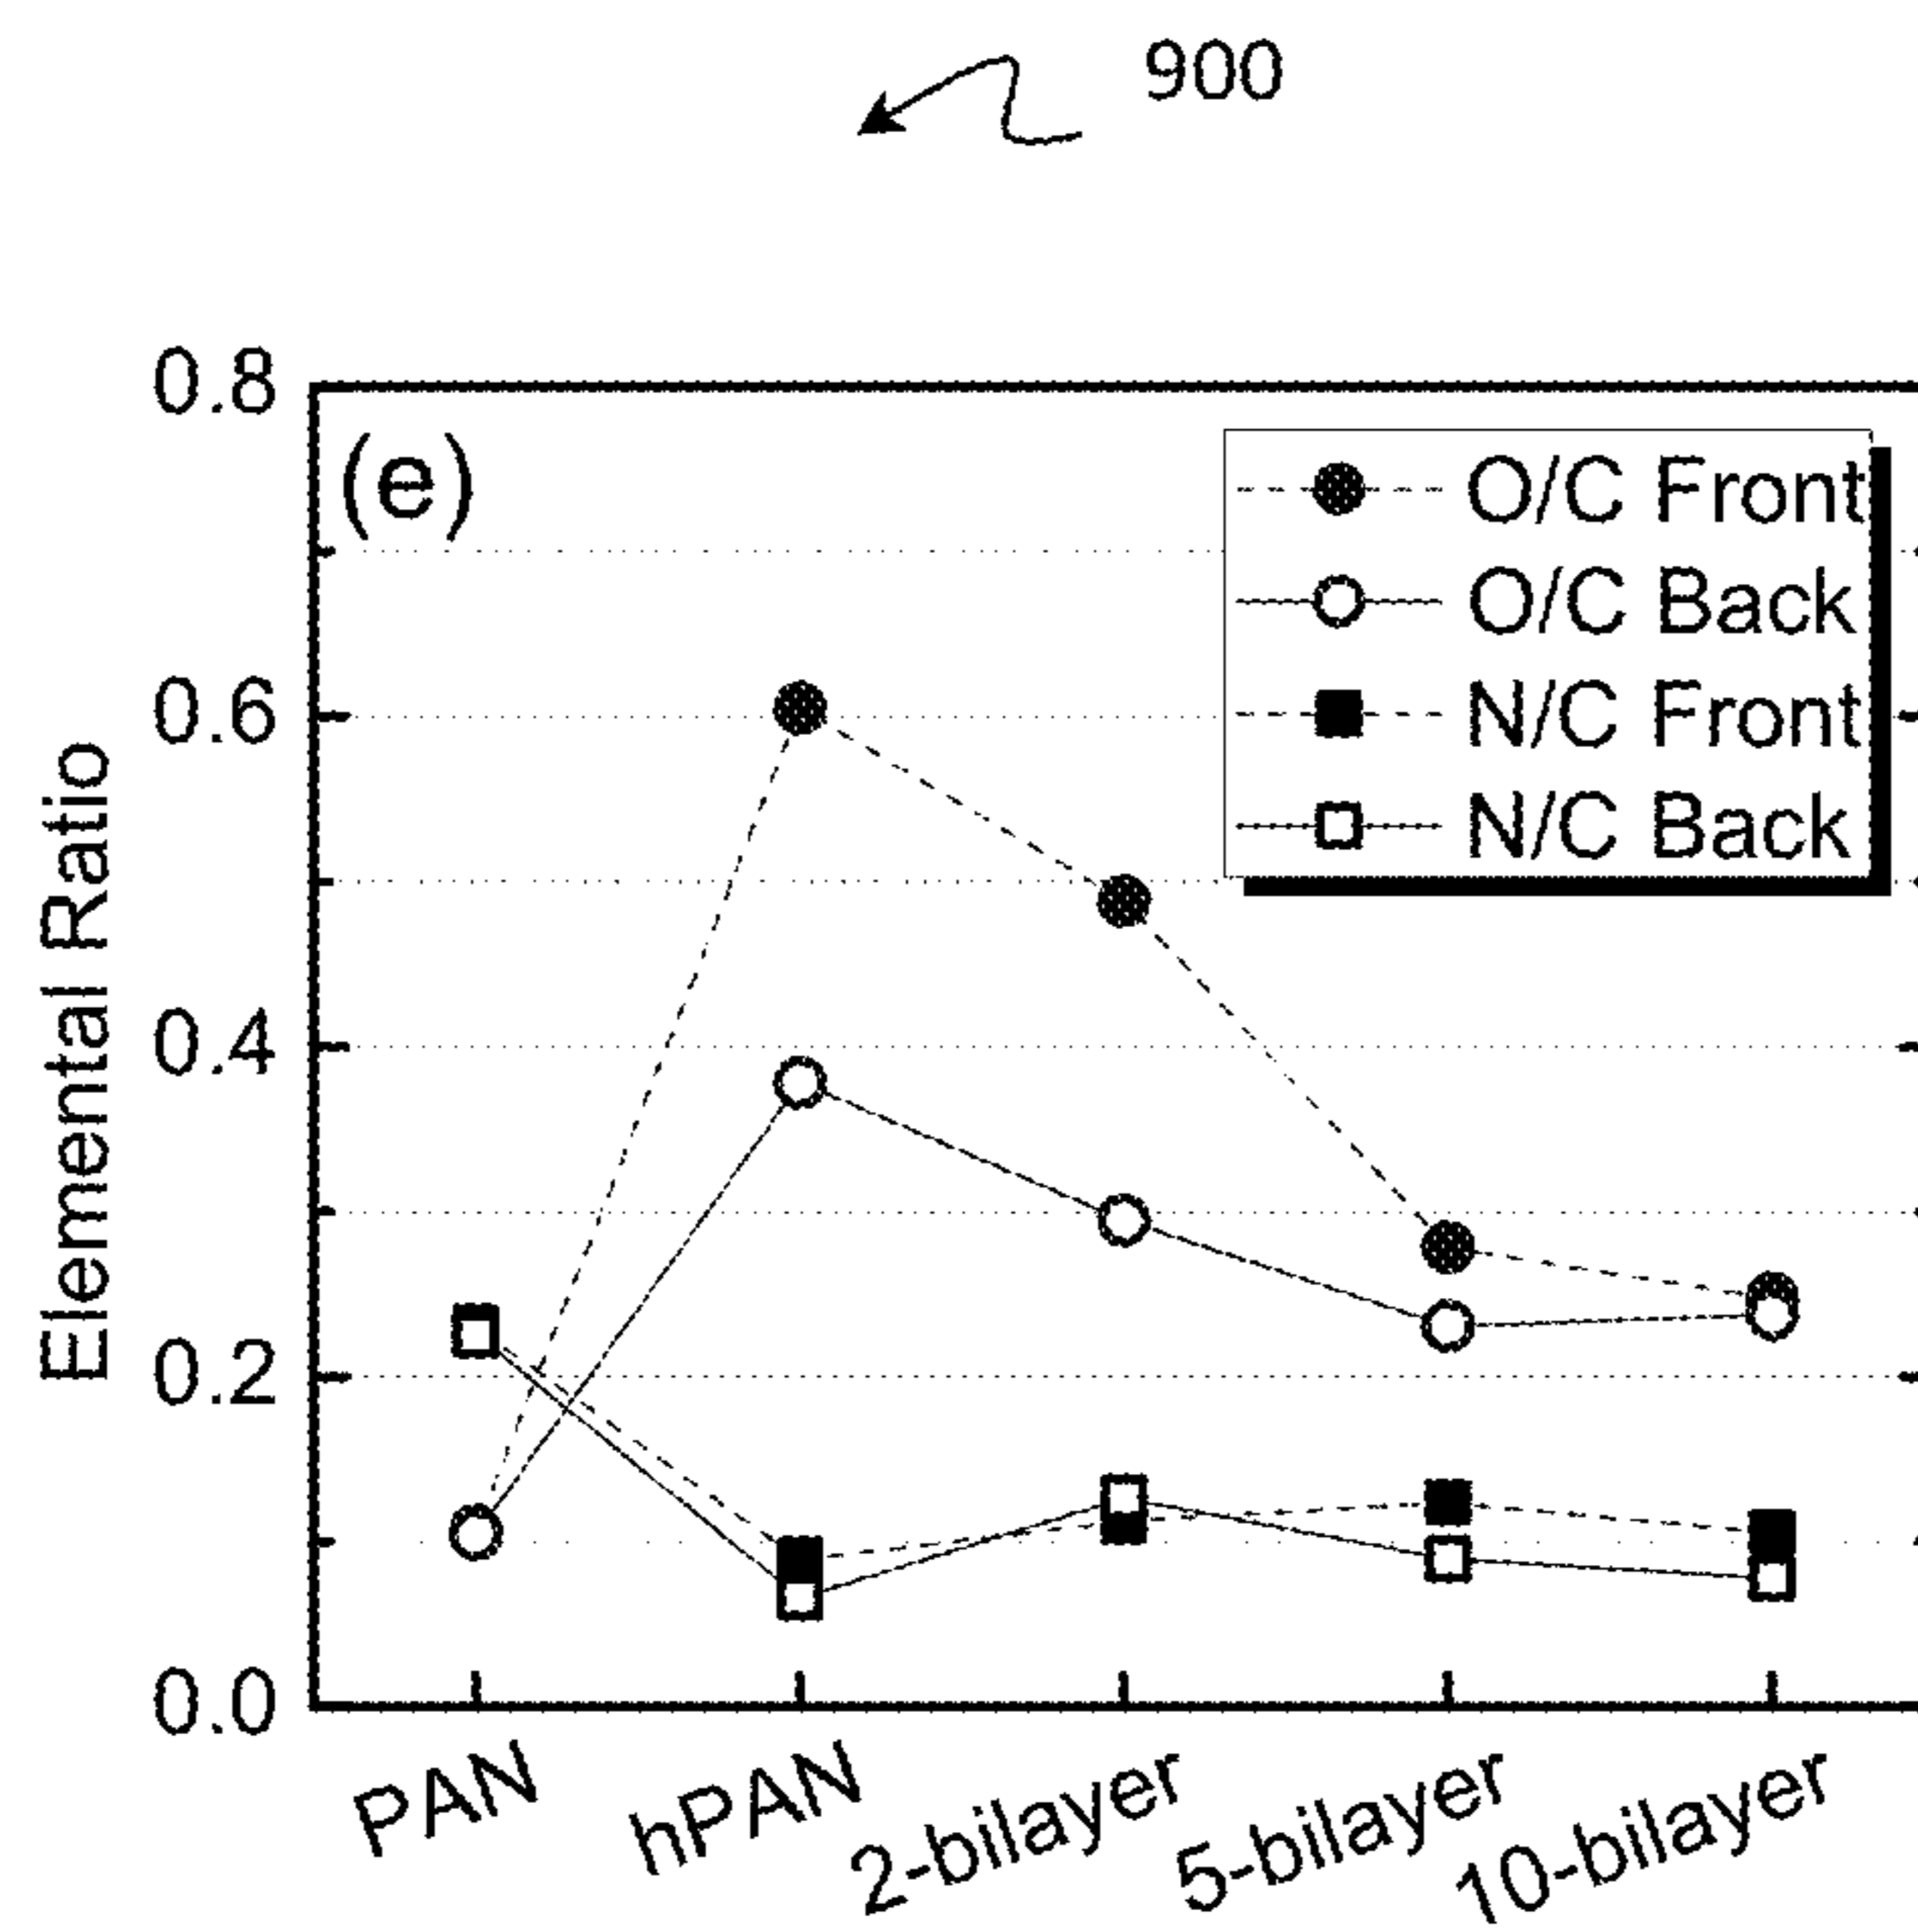 900
(e)
O/C Front
O/C Back
N/C Front
N/C Back
Elemental Ratio
0.8
0.6
0.4
0.2
0.0
PAN
hPAN
2-bilayer
5-bilayer
10-bilayer